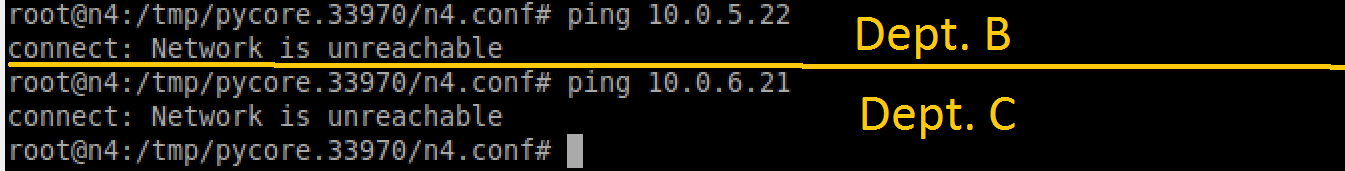 root@n4:/tmp/pycore.33970/n4.conf# ping 10.0.5.22
connect: Network is unreachable
Dept. B
root@n4:/tmp/pycore.33970/n4.conf# ping 10.0.6.21
connect: Network is unreachable
Dept. C
root@n4:/tmp/pycore.33970/n4.conf#